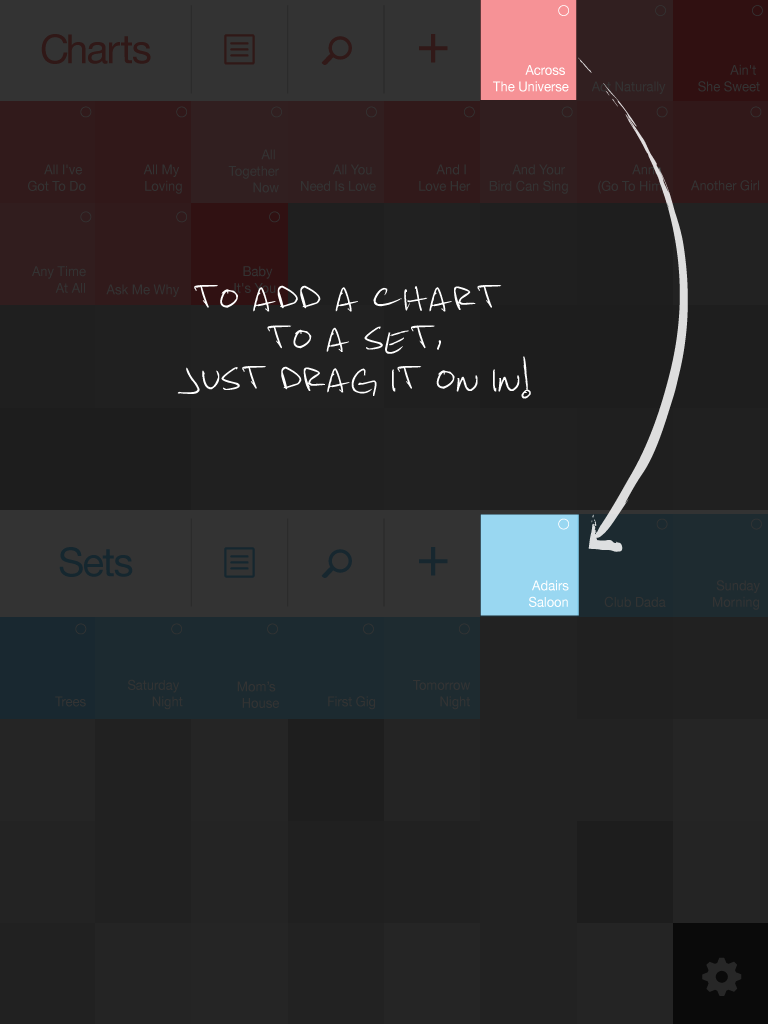 Charts
Across
The Universe
Act Naturally
Ain't
She Sweet
All I've
Got To Do
All My
Loving
All
Together
Now
All You
Need Is Love
And I
Love Her
And Your
Bird Can Sing
Anna
(Go To Him)
Another Girl
Any Time
At All
Ask Me Why
Baby
It's You
TO ADD A CHART
TO A SET,
JUST DRAG IT ON IN!
Sets
Adairs
Saloon
Club Dada
Sunday
Morning
Trees
Saturday
Night
Mom's
House
First Gig
Tomorrow
Night